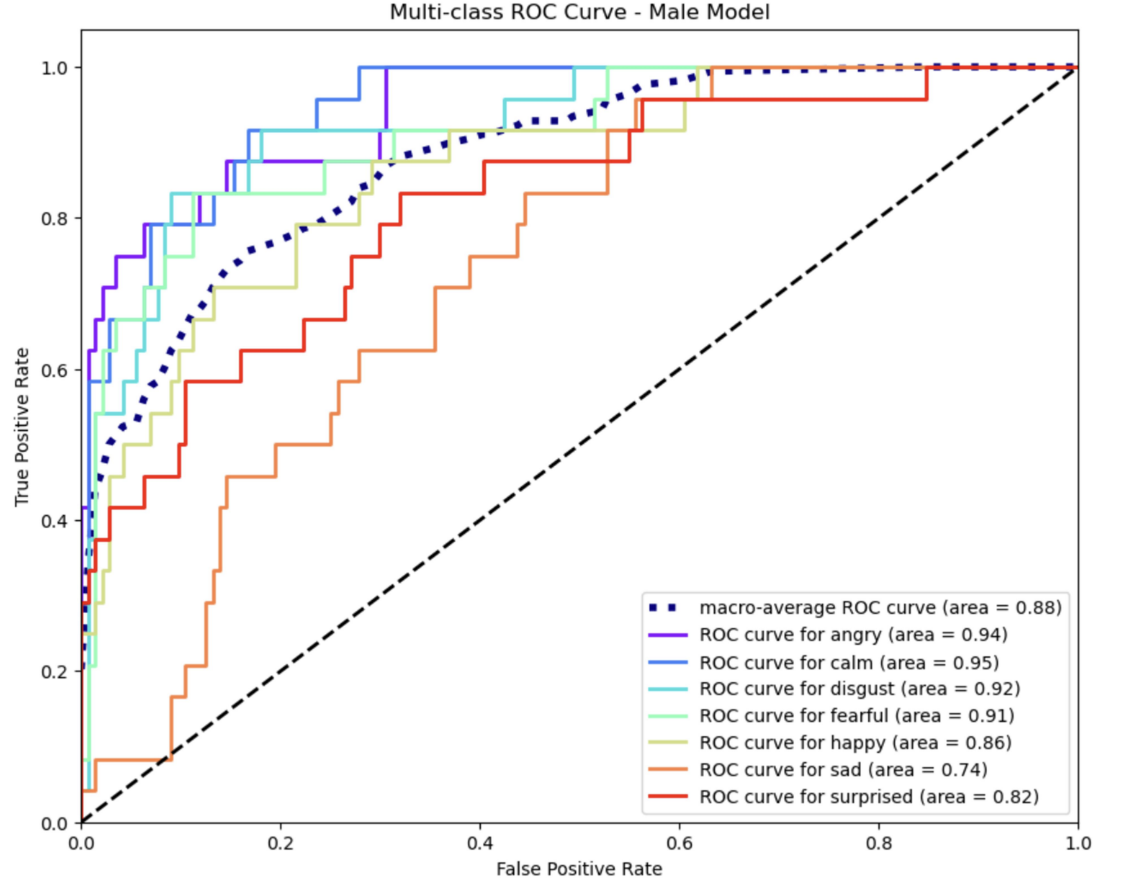 Multi-class ROC Curve - Male Model
1.0
0.8
0.6
0.4
0.2
0.0
True Positive Rate
macro-average ROC curve (area = 0.88)
ROC curve for angry (area = 0.94)
ROC curve for calm (area = 0.95)
ROC curve for disgust (area = 0.92)
ROC curve for fearful (area = 0.91)
ROC curve for happy (area = 0.86)
ROC curve for sad (area = 0.74)
ROC curve for surprised (area = 0.82)
0.0 0.2 0.4 0.6 0.8 1.0
False Positive Rate